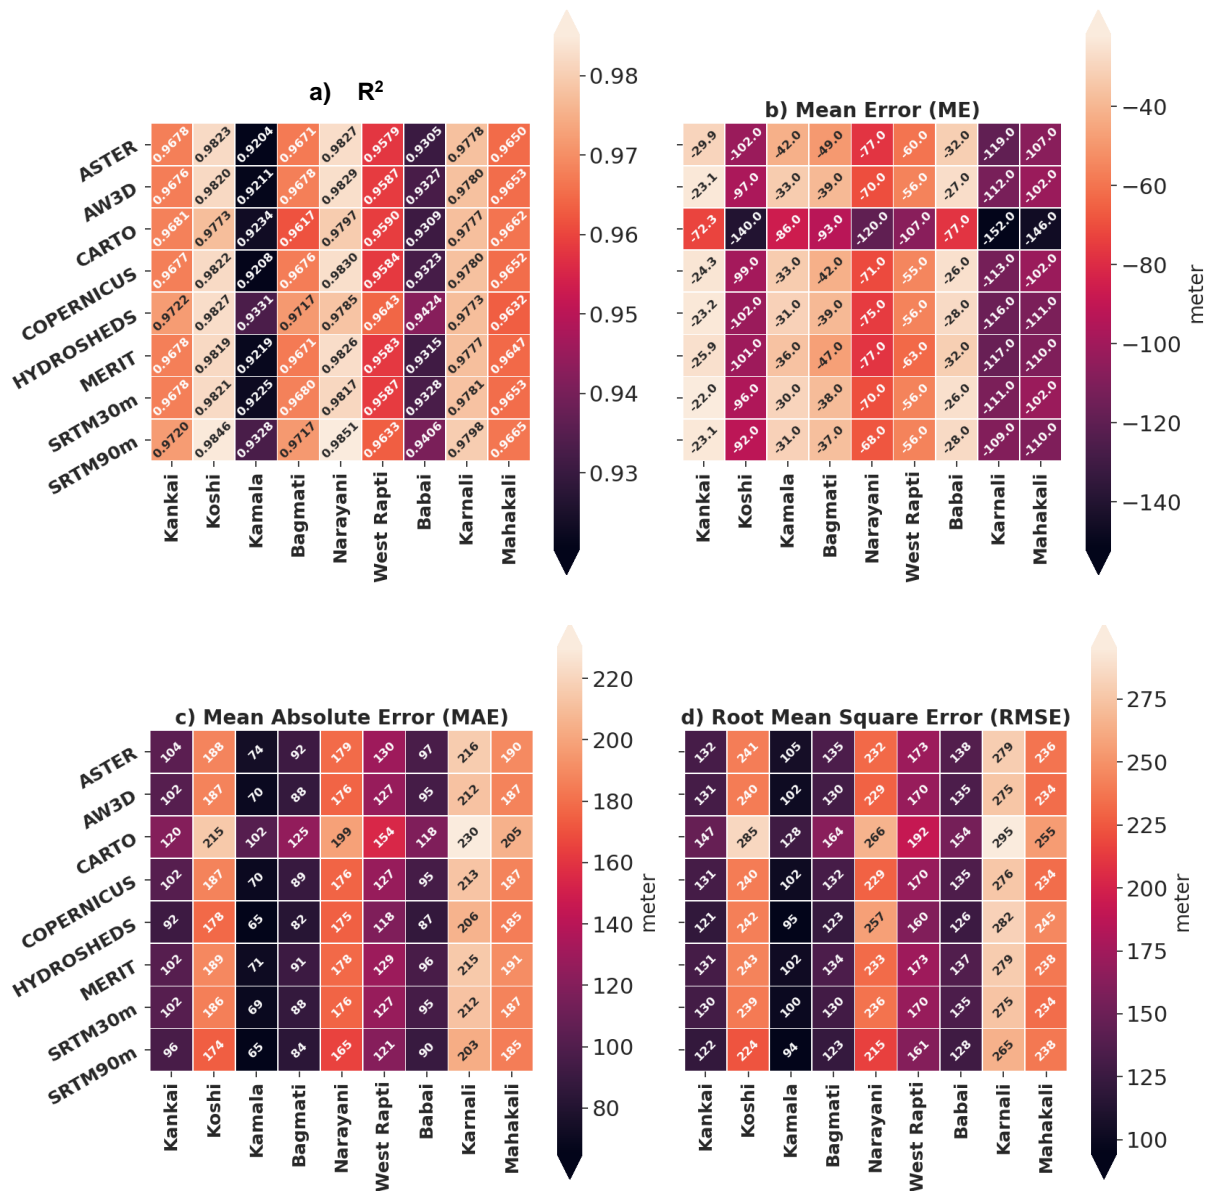 a) R²
ASTER 0.9678 0.9823 0.9204 0.9671 0.9827 0.9579 0.9305 0.9778 0.9650
AW3D 0.9676 0.9820 0.9211 0.9678 0.9829 0.9587 0.9327 0.9780 0.9653
CARTO 0.9681 0.9773 0.9234 0.9617 0.9797 0.9590 0.9309 0.9777 0.9662
COPERNICUS 0.9677 0.9822 0.9208 0.9676 0.9830 0.9584 0.9323 0.9780 0.9652
HYDROSHEDS 0.9722 0.9827 0.9331 0.9717 0.9785 0.9643 0.9424 0.9773 0.9632
MERIT 0.9678 0.9819 0.9219 0.9671 0.9826 0.9583 0.9315 0.9777 0.9647
SRTM30m 0.9678 0.9821 0.9225 0.9680 0.9817 0.9587 0.9328 0.9781 0.9653
SRTM90m 0.9720 0.9846 0.9328 0.9717 0.9851 0.9633 0.9406 0.9798 0.9665
Kankai Koshi Kamala Bagmati Narayani West Rapti Babai Karnali Mahakali
0.98
0.97
0.96
0.95
0.94
0.93
b) Mean Error (ME)
-29.9 -102.0 -42.0 -49.0 -77.0 -60.0 -32.0 -119.0 -107.0
-23.1 -97.0 -33.0 -39.0 -70.0 -56.0 -27.0 -112.0 -102.0
-72.3 -140.0 -86.0 -93.0 -120.0 -107.0 -77.0 -152.0 -146.0
-24.3 -99.0 -33.0 -42.0 -71.0 -55.0 -26.0 -113.0 -102.0
-23.2 -102.0 -31.0 -39.0 -75.0 -56.0 -28.0 -116.0 -111.0
-25.9 -101.0 -36.0 -47.0 -77.0 -63.0 -32.0 -117.0 -110.0
-22.0 -96.0 -30.0 -38.0 -70.0 -56.0 -26.0 -111.0 -102.0
-23.1 -92.0 -31.0 -37.0 -68.0 -56.0 -28.0 -109.0 -110.0
Kankai Koshi Kamala Bagmati Narayani West Rapti Babai Karnali Mahakali
−40
−60
−80
−100
−120
−140
meter
c) Mean Absolute Error (MAE)
ASTER 104 188 74 92 179 130 97 216 190
AW3D 102 187 70 88 176 127 95 212 187
CARTO 120 215 102 125 199 154 118 230 205
COPERNICUS 102 187 70 89 176 127 95 213 187
HYDROSHEDS 92 178 65 82 175 118 87 206 185
MERIT 102 189 71 91 178 129 96 215 191
SRTM30m 102 186 69 88 176 127 95 212 187
SRTM90m 96 174 65 84 165 121 90 203 185
Kankai Koshi Kamala Bagmati Narayani West Rapti Babai Karnali Mahakali
220
200
180
160
140
120
100
80
meter
d) Root Mean Square Error (RMSE)
132 241 105 135 232 173 138 279 236
131 240 102 130 229 170 135 275 234
147 285 128 164 266 192 154 295 255
131 240 102 132 229 170 135 276 234
121 242 95 123 257 160 126 282 245
131 243 102 134 233 173 137 279 238
130 239 100 130 236 170 135 275 234
122 224 94 123 215 161 128 265 238
Kankai Koshi Kamala Bagmati Narayani West Rapti Babai Karnali Mahakali
275
250
225
200
175
150
125
100
meter